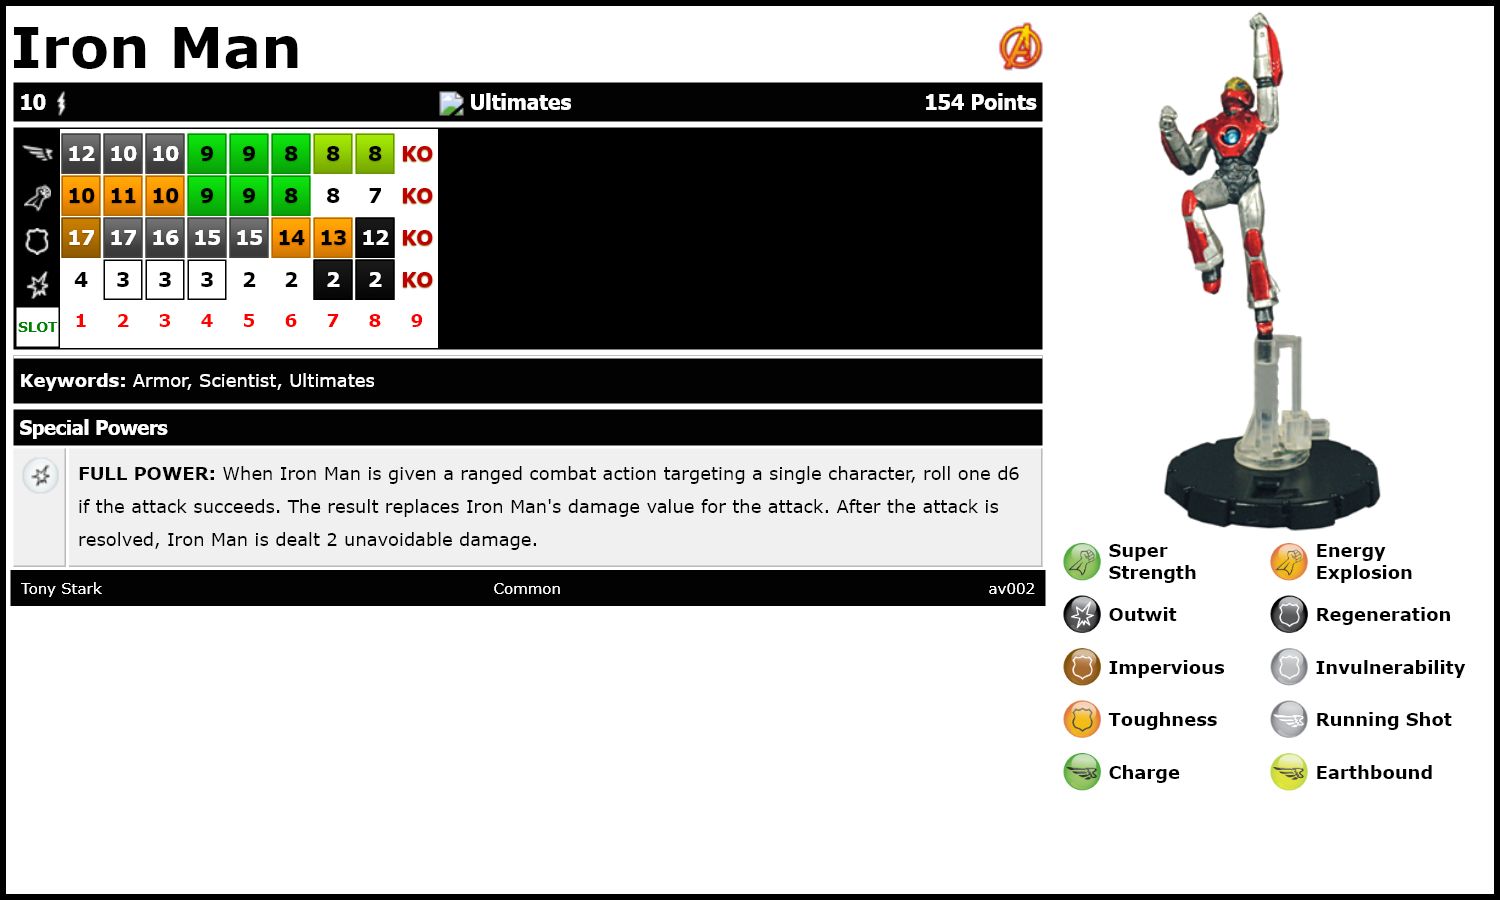 Iron Man
10 Ultimates 154 Points
12 10 10 9 9 8 8 8 KO
10 11 10 9 9 8 8 7 KO
17 17 16 15 15 14 13 12 KO
4 3 3 3 2 2 2 2 KO
SLOT 1 2 3 4 5 6 7 8 9
Keywords: Armor, Scientist, Ultimates
Special Powers
FULL POWER: When Iron Man is given a ranged combat action targeting a single character, roll one d6
if the attack succeeds. The result replaces Iron Man's damage value for the attack. After the attack is
resolved, Iron Man is dealt 2 unavoidable damage.
Tony Stark Common av002
Super
Strength
Energy
Explosion
Outwit Regeneration
Impervious Invulnerability
Toughness Running Shot
Charge Earthbound